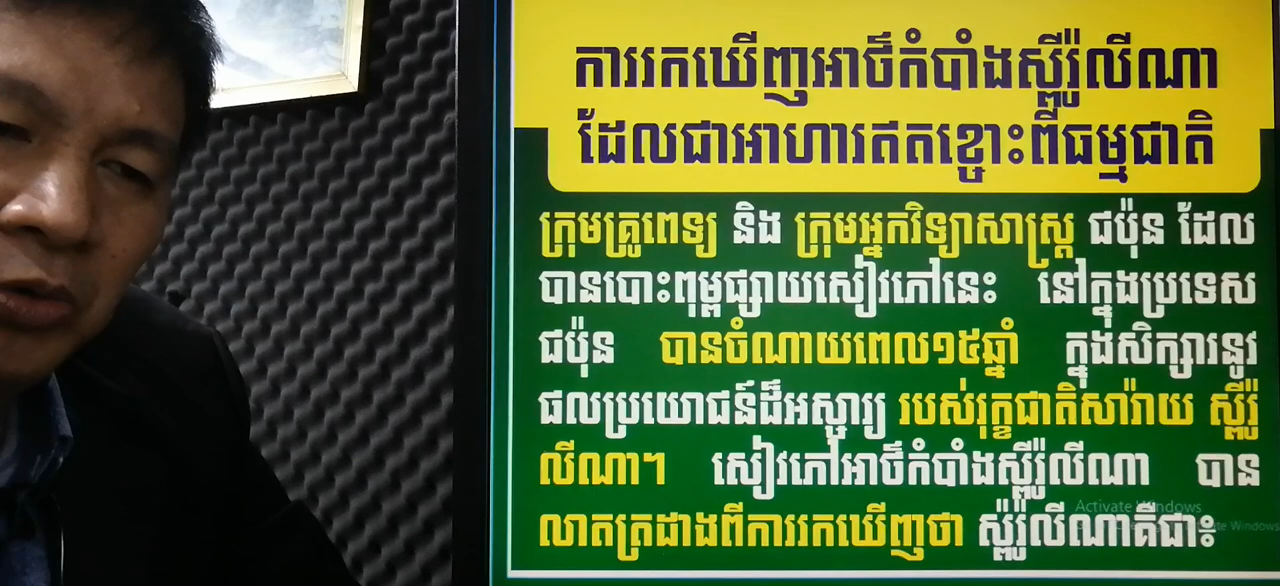 ការរកឃើញអាថ៌កំបាំងស្ពីរ៉ូលីណា
ដែលជាអាហារឥតខ្ចោះពីធម្មជាតិ
ក្រុមគ្រូពេទ្យ និង ក្រុមអ្នកវិទ្យាសាស្ត្រ ជប៉ុន ដែល
បានបោះពុម្ពផ្សាយសៀវភៅនេះ នៅក្នុងប្រទេស
ជប៉ុន បានចំណាយពេល១៥ឆ្នាំ ក្នុងសិក្សារនូវ
ផលប្រយោជន៍ដ៏អស្ចារ្យ របស់រុក្ខជាតិសារ៉ាយ ស្ពីរ៉ូ
លីណា។ សៀវភៅអាថ៌កំបាំងស្ពីរ៉ូលីណា បាន
លាតត្រដាងពីការរកឃើញថា ស្ព៉ីរ៉ូលីណាគឺជា៖
Activate Windows